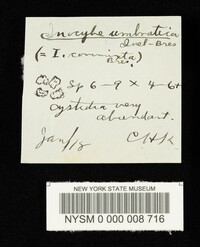 Inocybe umbratica
Quel-Bres
(= I. commixta)
Bres.
Sp 6-9 × 4-6+
Cystidia very
abundant.
Jan/18 CHK
NEW YORK STATE MUSEUM
NYSM 0 000 008 716